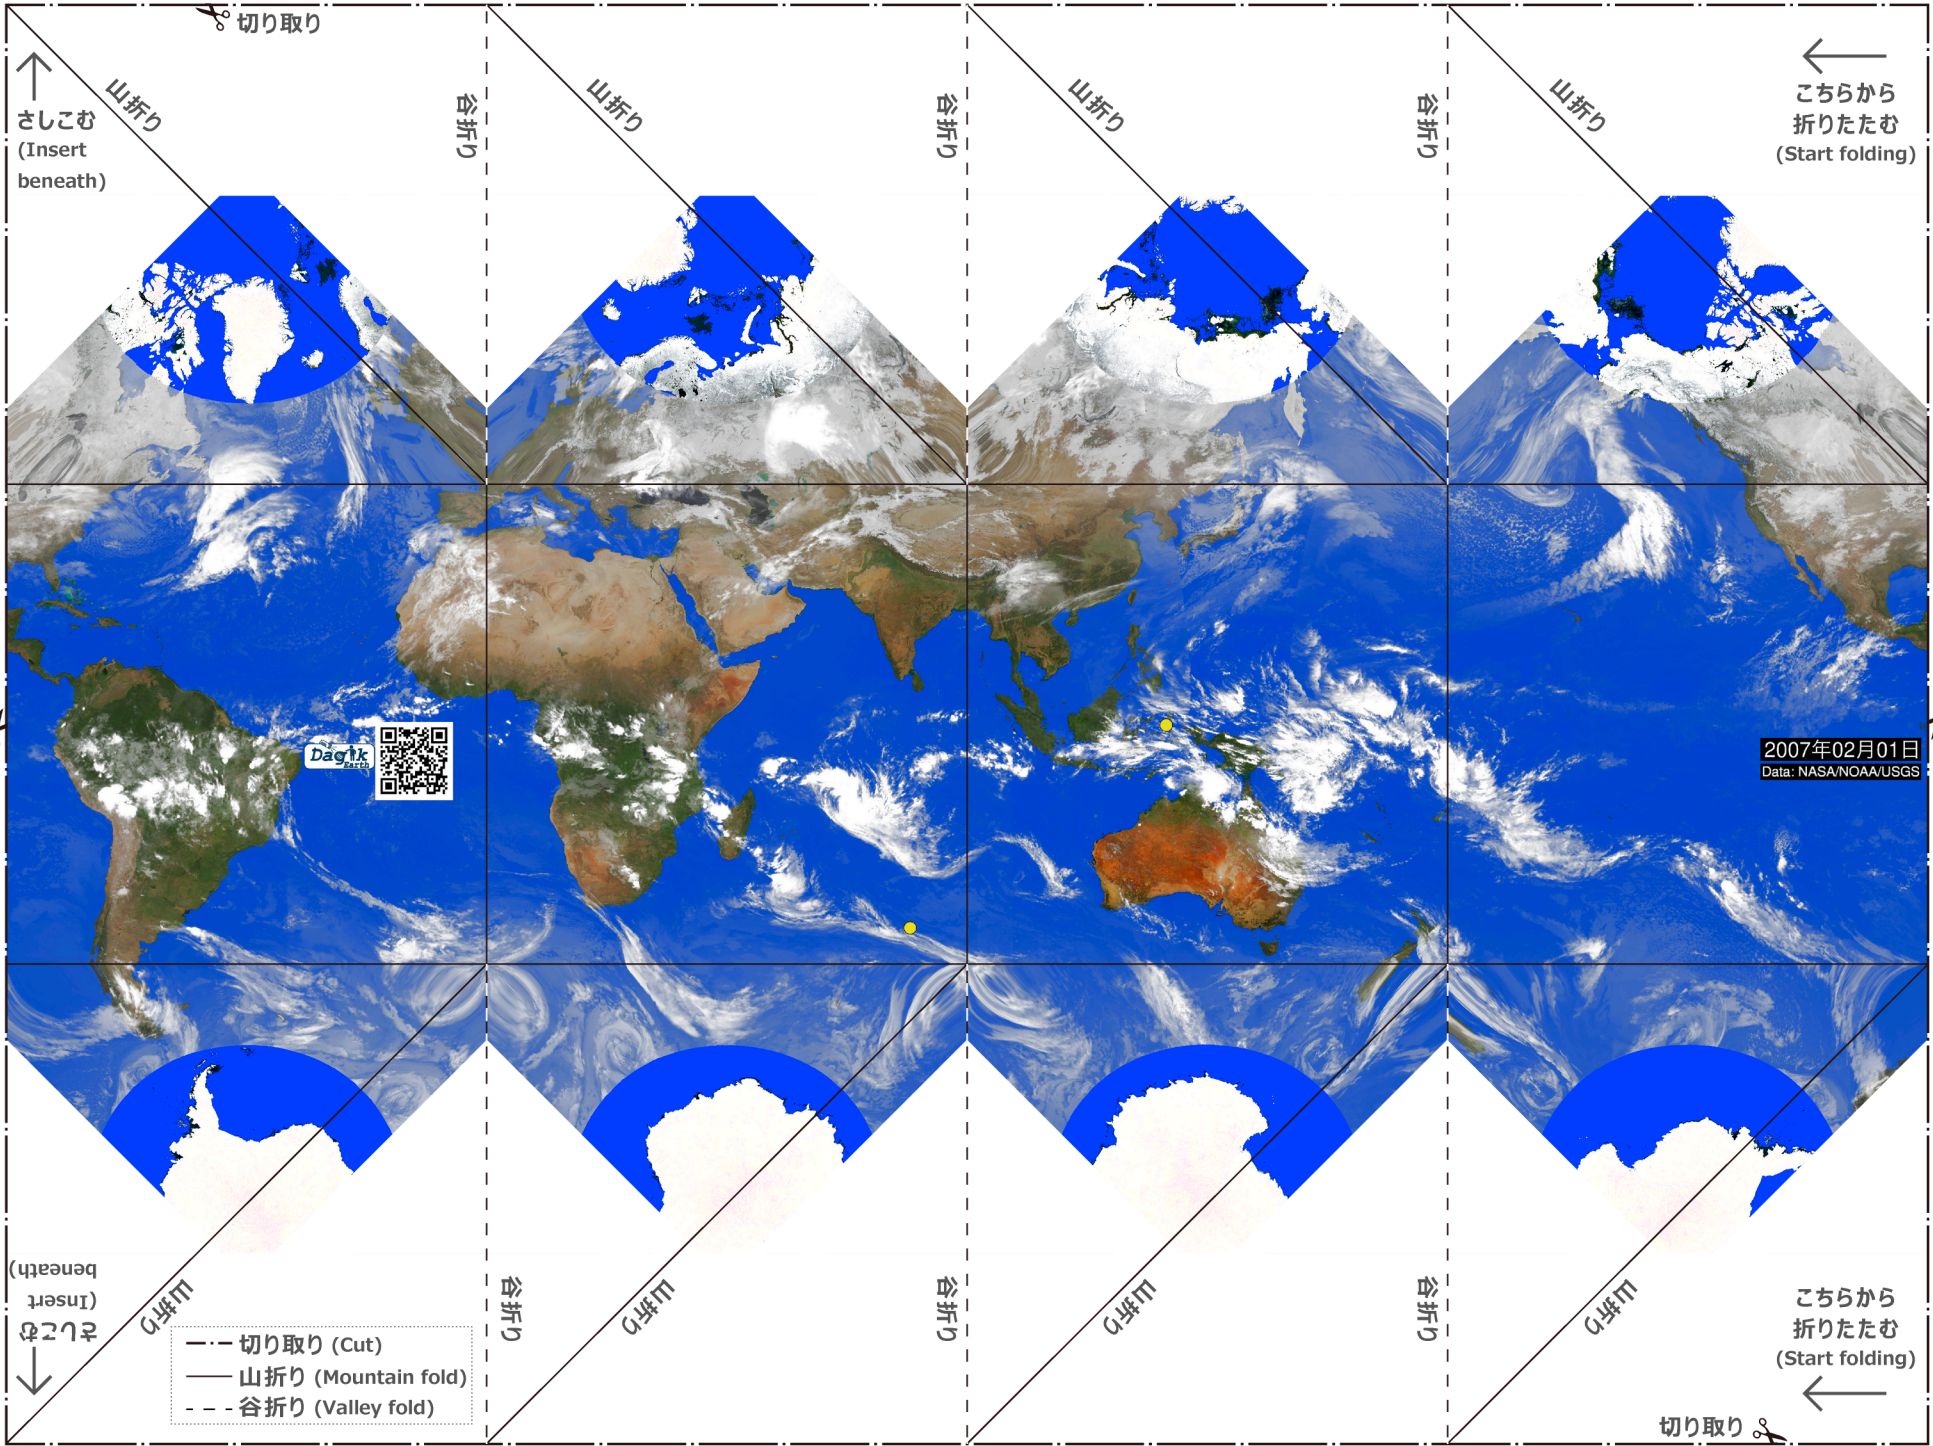 切り取り
山折り
谷折り
山折り
谷折り
山折り
谷折り
山折り
さしこむ
(Insert
beneath)
こちらから
折りたたむ
(Start folding)
Dagik
Earth
2007年02月01日
Data: NASA/NOAA/USGS
さしこむ
(Insert
beneath)
山折り
谷折り
山折り
谷折り
山折り
谷折り
山折り
切り取り (Cut)
山折り (Mountain fold)
谷折り (Valley fold)
こちらから
折りたたむ
(Start folding)
切り取り